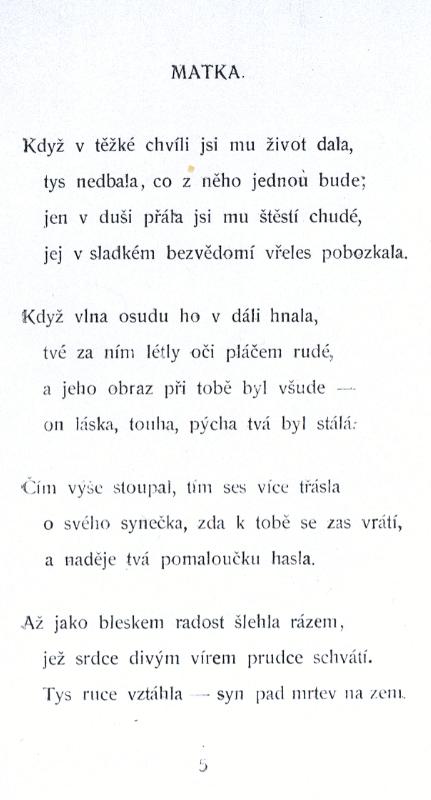 MATKA.
Když v těžké chvíli jsi mu život dala,
tys nedbala, co z něho jednou bude;
jen v duši přála jsi mu štěstí chudé,
jej v sladkém bezvědomí vřeles pobozkala.
Když vlna osudu ho v dáli hnala,
tvé za ním létly oči pláčem rudé,
a jeho obraz při tobě byl všude —
on láska, touha, pýcha tvá byl stálá.
Čím výše stoupal, tím ses více třásla
o svého synečka, zda k tobě se zas vrátí,
a naděje tvá pomaloučku hasla.
Až jako bleskem radost šlehla rázem,
jež srdce divým vírem prudce schvátí.
Tys ruce vztáhla — syn pad mrtev na zem.
5